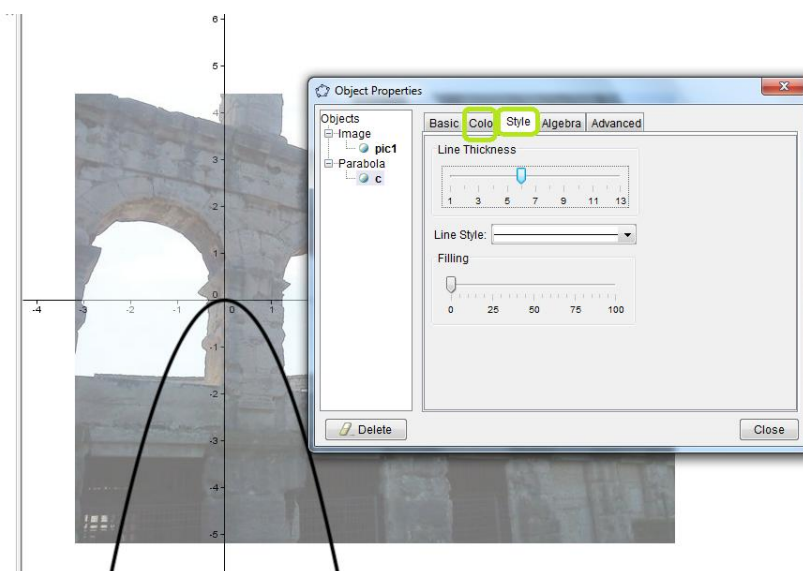 6
5
4
3
2
1
0
-4 -3 -2 -1 0 1
-1
-2
-3
-4
-5
Object Properties
Objects
Image
pic1
Parabola
c
Basic Colo Style Algebra Advanced
Line Thickness
1 3 5 7 9 11 13
Line Style:
Filling
0 25 50 75 100
Delete
Close